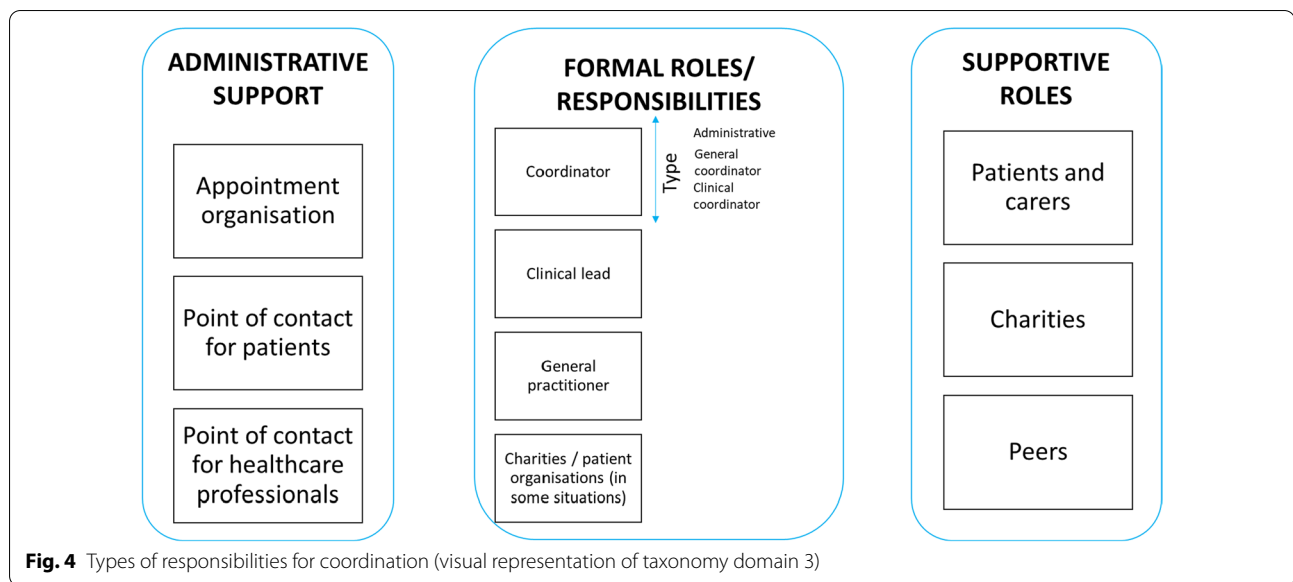 ADMINISTRATIVE
SUPPORT
Appointment
organisation
Point of contact
for patients
Point of contact
for healthcare
professionals
FORMAL ROLES/
RESPONSIBILITIES
Coordinator
Type
Administrative
General
coordinator
Clinical
coordinator
Clinical lead
General
practitioner
Charities / patient
organisations (in
some situations)
SUPPORTIVE
ROLES
Patients and
carers
Charities
Peers
Fig. 4 Types of responsibilities for coordination (visual representation of taxonomy domain 3)